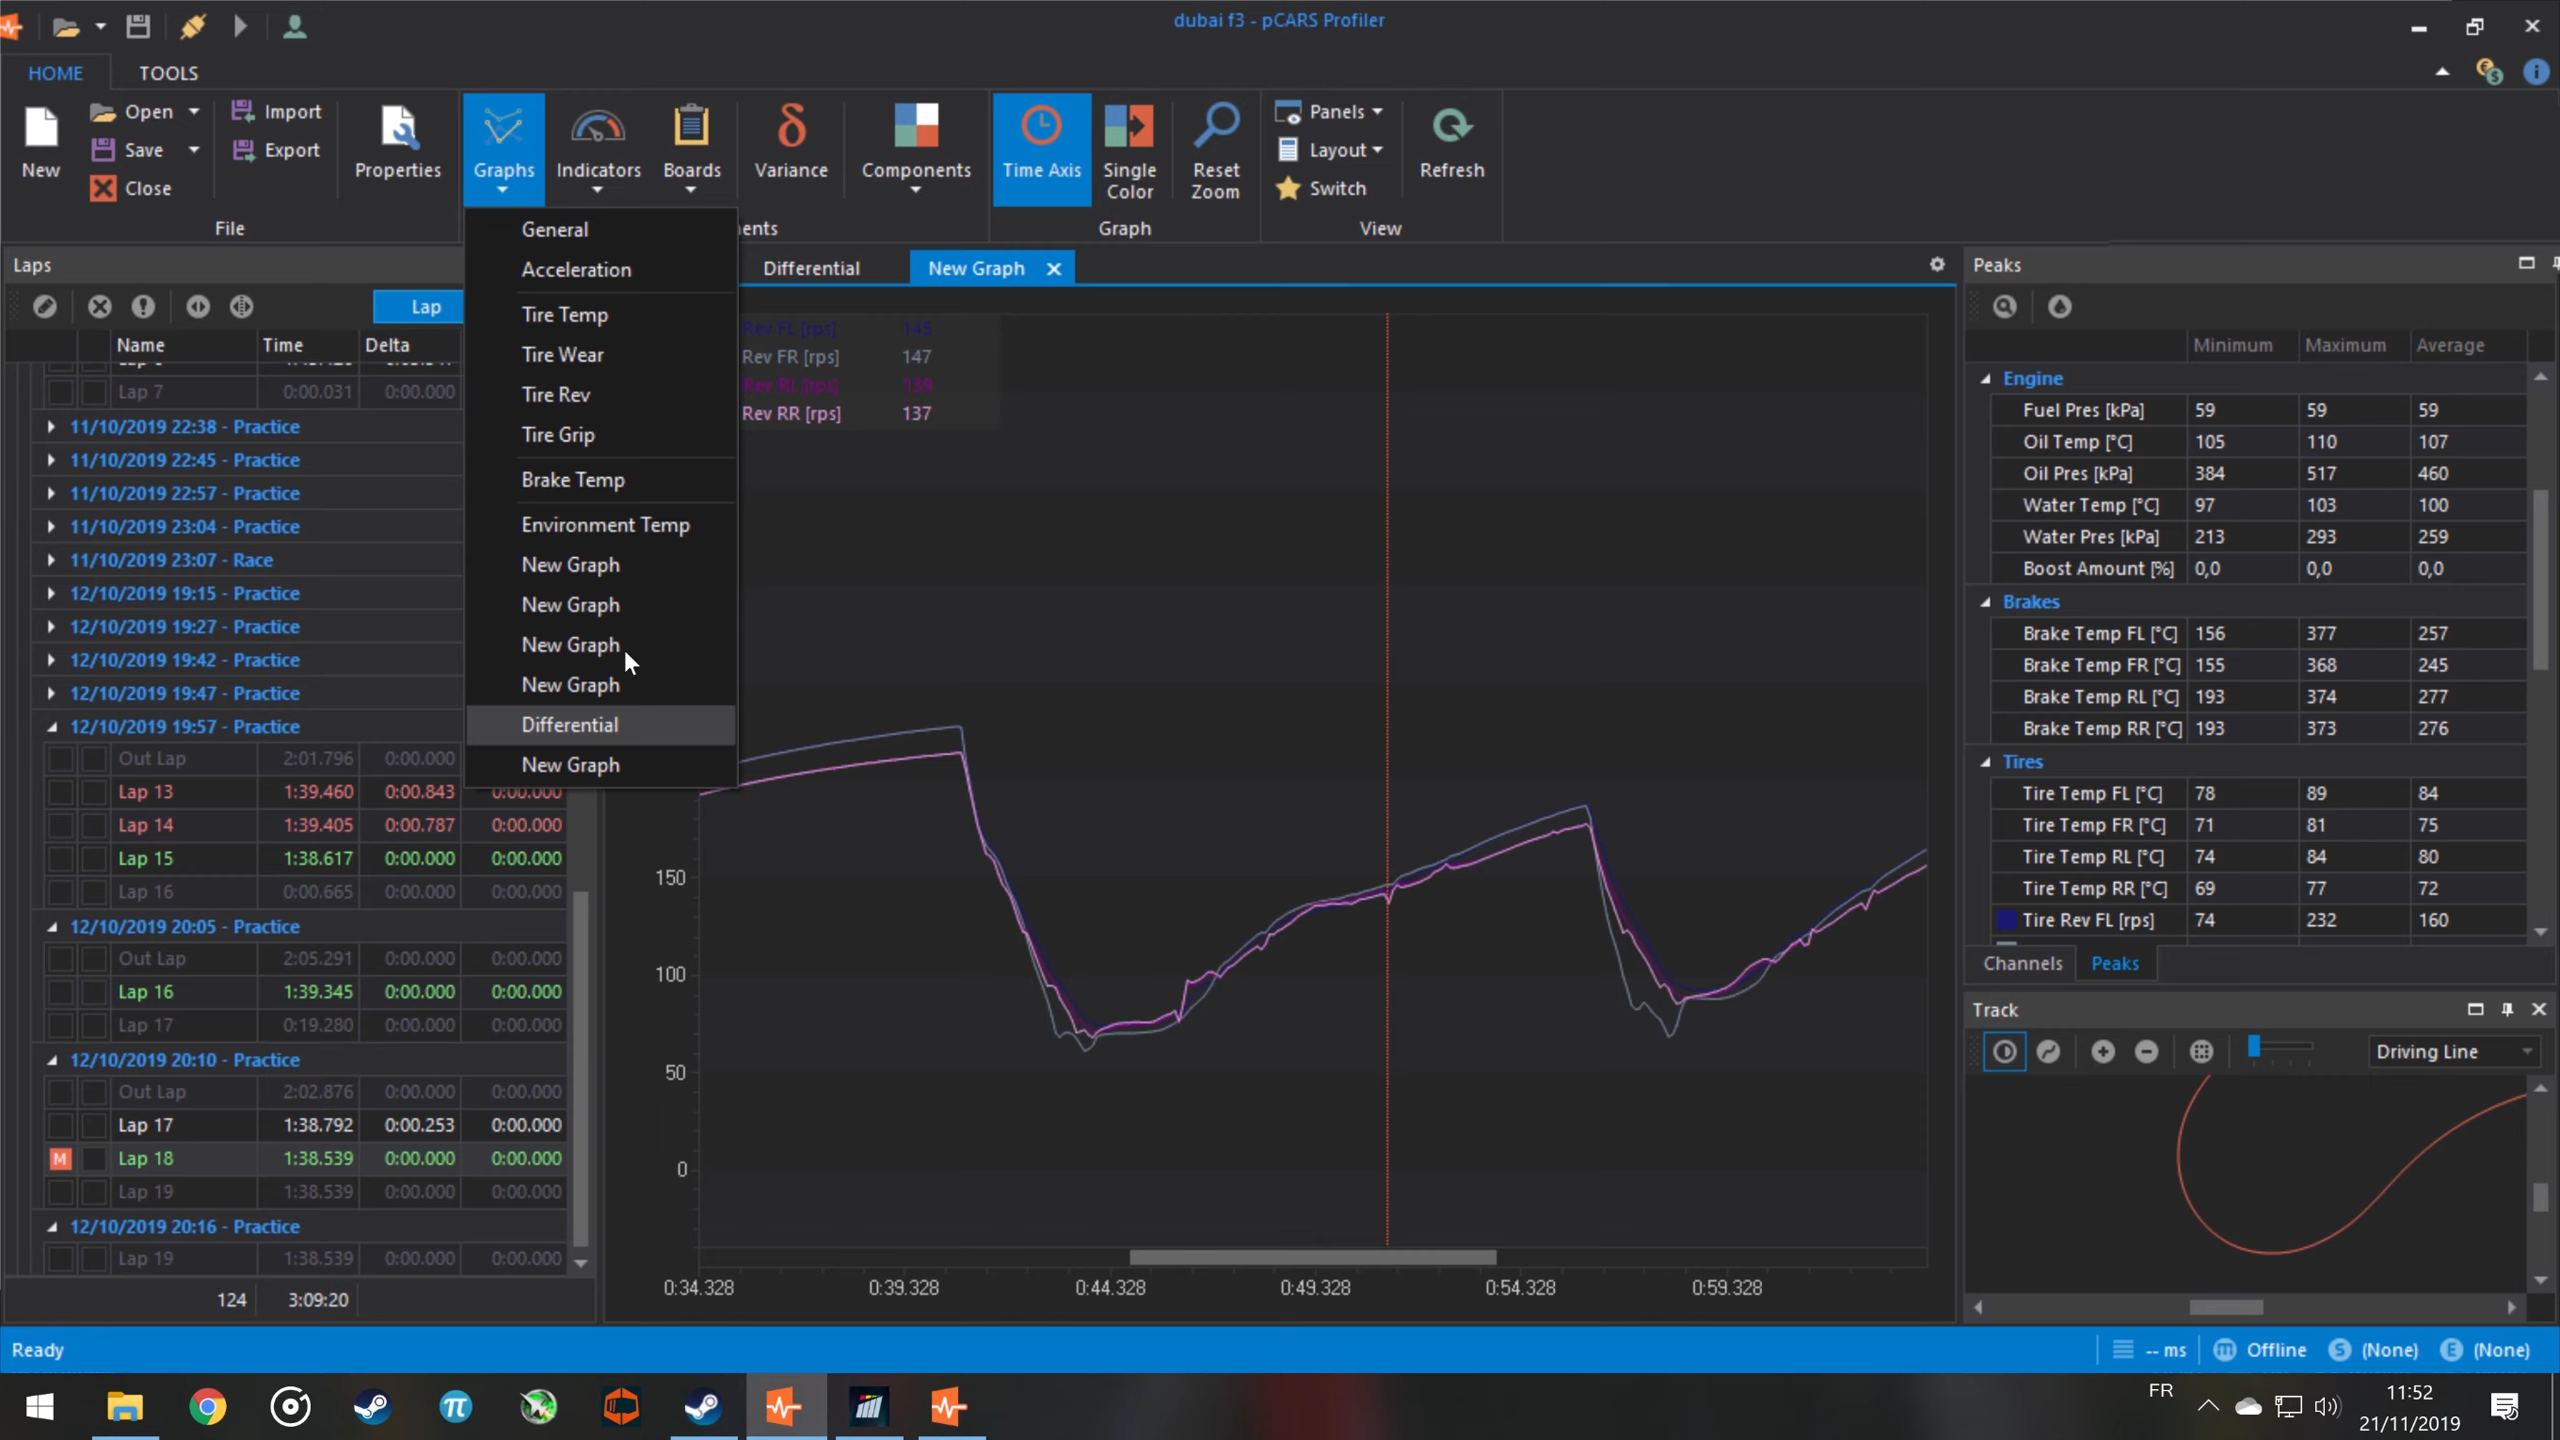 dubai f3 - pCARS Profiler
HOME
TOOLS
New
Open
Save
Close
Import
Export
Properties
File
Graphs
Indicators
Boards
Variance
Components
nents
Time Axis
Single
Color
Reset
Zoom
Graph
Panels
Layout
Switch
View
Refresh
General
Acceleration
Tire Temp
Tire Wear
Tire Rev
Tire Grip
Brake Temp
Environment Temp
New Graph
New Graph
New Graph
New Graph
Differential
New Graph
Laps
Lap
Name Time Delta
Lap 7 0:00.031 0:00.000
11/10/2019 22:38 - Practice
11/10/2019 22:45 - Practice
11/10/2019 22:57 - Practice
11/10/2019 23:04 - Practice
11/10/2019 23:07 - Race
12/10/2019 19:15 - Practice
12/10/2019 19:27 - Practice
12/10/2019 19:42 - Practice
12/10/2019 19:47 - Practice
12/10/2019 19:57 - Practice
Out Lap 2:01.796 0:00.000
Lap 13 1:39.460 0:00.843 0:00.000
Lap 14 1:39.405 0:00.787 0:00.000
Lap 15 1:38.617 0:00.000 0:00.000
Lap 16 0:00.665 0:00.000 0:00.000
12/10/2019 20:05 - Practice
Out Lap 2:05.291 0:00.000 0:00.000
Lap 16 1:39.345 0:00.000 0:00.000
Lap 17 0:19.280 0:00.000 0:00.000
12/10/2019 20:10 - Practice
Out Lap 2:02.876 0:00.000 0:00.000
Lap 17 1:38.792 0:00.253 0:00.000
M Lap 18 1:38.539 0:00.000 0:00.000
Lap 19 1:38.539 0:00.000 0:00.000
12/10/2019 20:16 - Practice
Lap 19 1:38.539 0:00.000 0:00.000
124 3:09:20
Differential
New Graph
Rev FL [rps] 145
Rev FR [rps] 147
Rev RL [rps] 139
Rev RR [rps] 137
150
100
50
0
0:34.328 0:39.328 0:44.328 0:49.328 0:54.328 0:59.328
Peaks
Minimum Maximum Average
Engine
Fuel Pres [kPa] 59 59 59
Oil Temp [°C] 105 110 107
Oil Pres [kPa] 384 517 460
Water Temp [°C] 97 103 100
Water Pres [kPa] 213 293 259
Boost Amount [%] 0,0 0,0 0,0
Brakes
Brake Temp FL [°C] 156 377 257
Brake Temp FR [°C] 155 368 245
Brake Temp RL [°C] 193 374 277
Brake Temp RR [°C] 193 373 276
Tires
Tire Temp FL [°C] 78 89 84
Tire Temp FR [°C] 71 81 75
Tire Temp RL [°C] 74 84 80
Tire Temp RR [°C] 69 77 72
Tire Rev FL [rps] 74 232 160
Channels Peaks
Track
Driving Line
Ready
-- ms
Offline
S (None)
E (None)
FR
11:52
21/11/2019